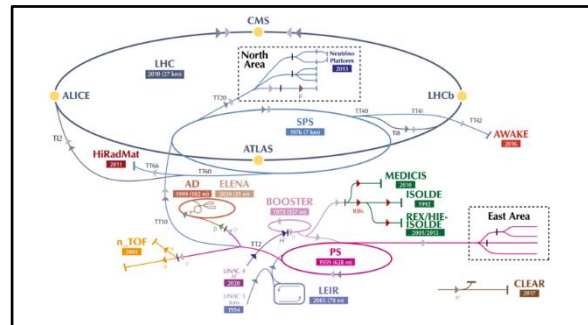 CMS
North
Area
Neutrino
Platform
2015
LHC
2010 (27 km)
ALICE
TT20
LHCb
SPS
1976 (7 km)
TT40
TT41
TI8
TT42
AWAKE
2016
TI2
HiRadMat
2011
TT66
TT60
ATLAS
AD
1999 (182 m)
ELENA
2020 (31 m)
MEDICIS
2010
BOOSTER
1972 (157 m)
ISOLDE
1992
REX/HIE-
ISOLDE
2001/2015
East Area
TT10
TT2
n_TOF
2001
PS
1959 (628 m)
LINAC 4
2020
LINAC 3
1994
LEIR
2005 (78 m)
CLEAR
2017